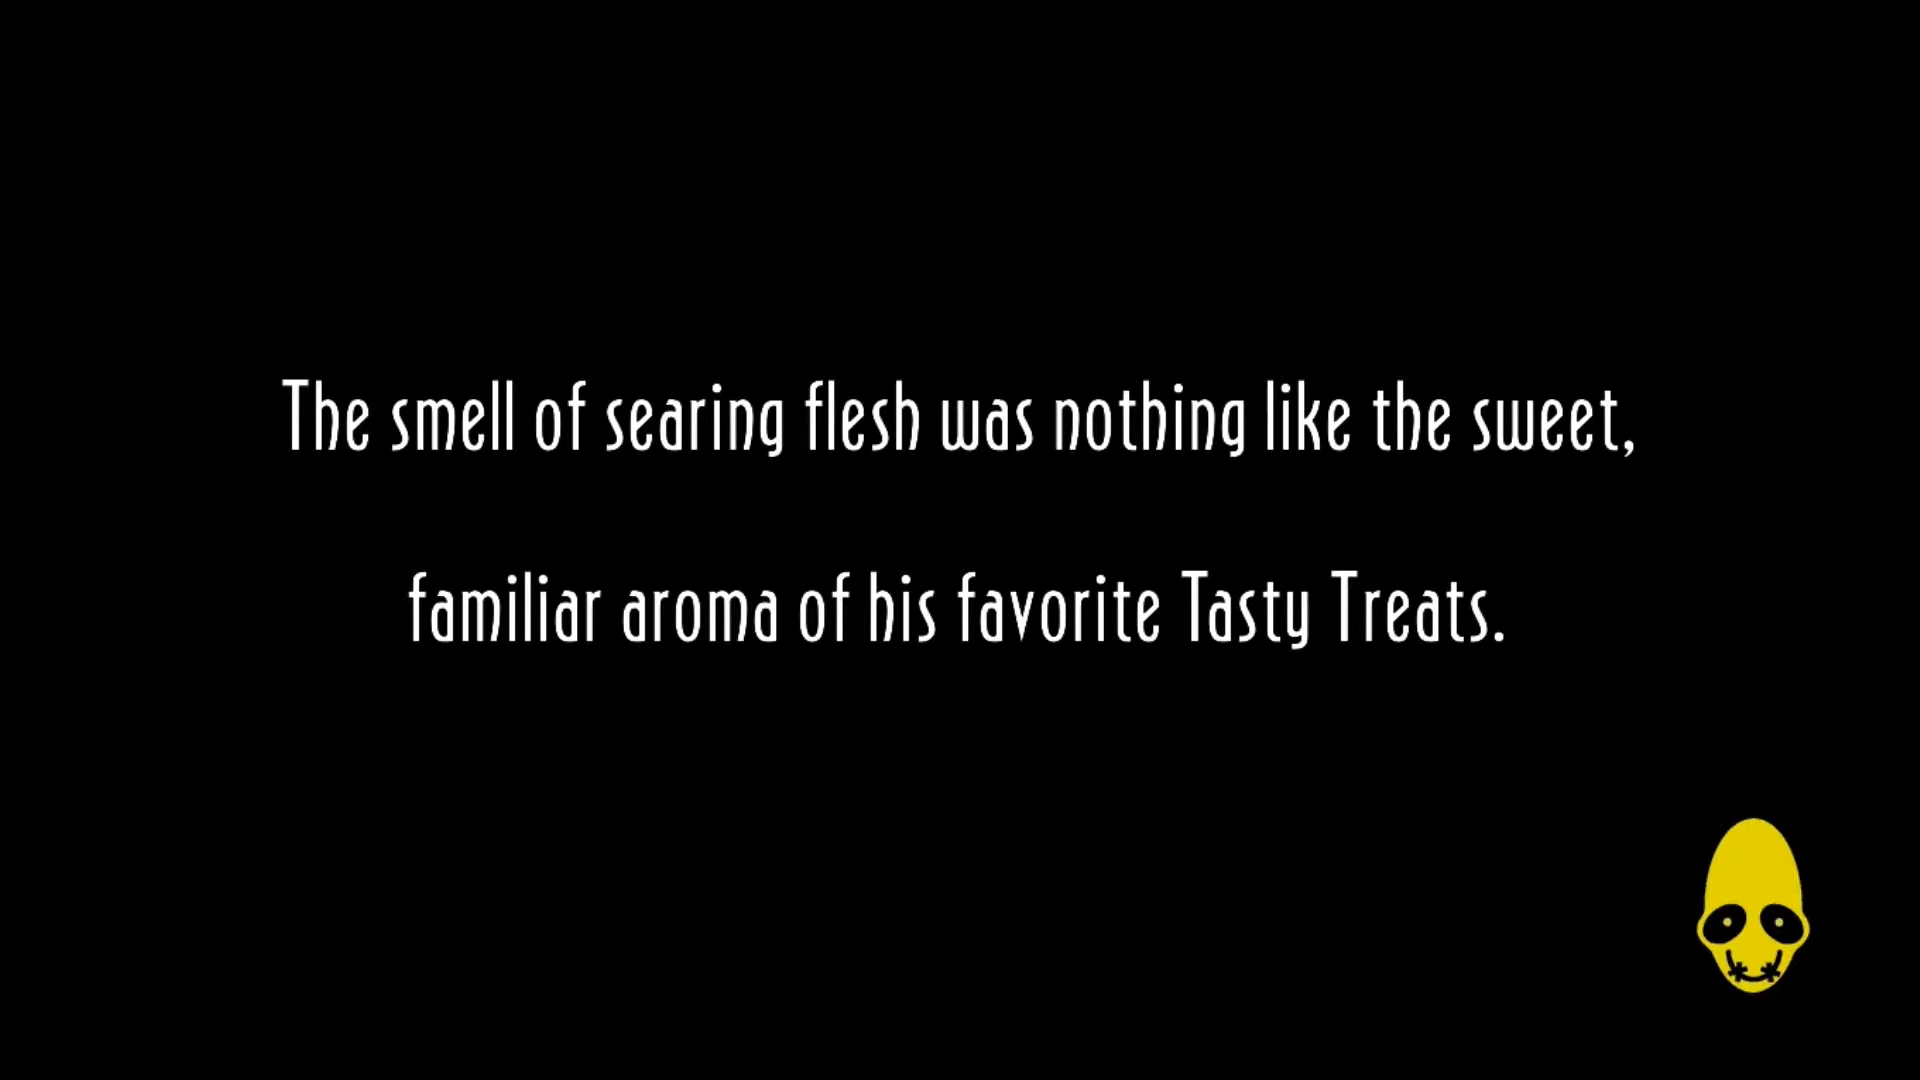 The smell of searing flesh was nothing like the sweet,
familiar aroma of his favorite Tasty Treats.